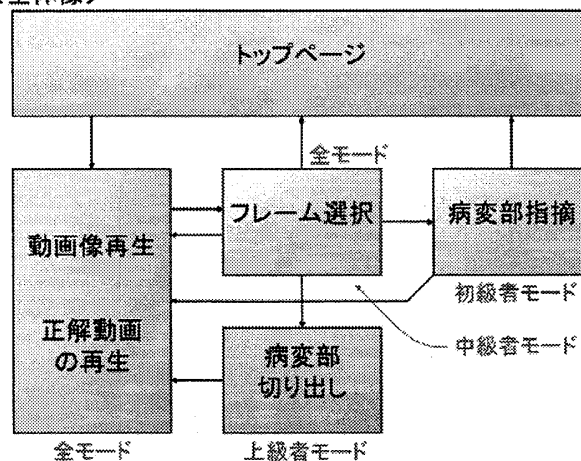 トップページ
全モード
フレーム選択
病変部指摘
動画像再生
初級者モード
中級者モード
正解動画
の再生
病変部
切り出し
全モード
上級者モード